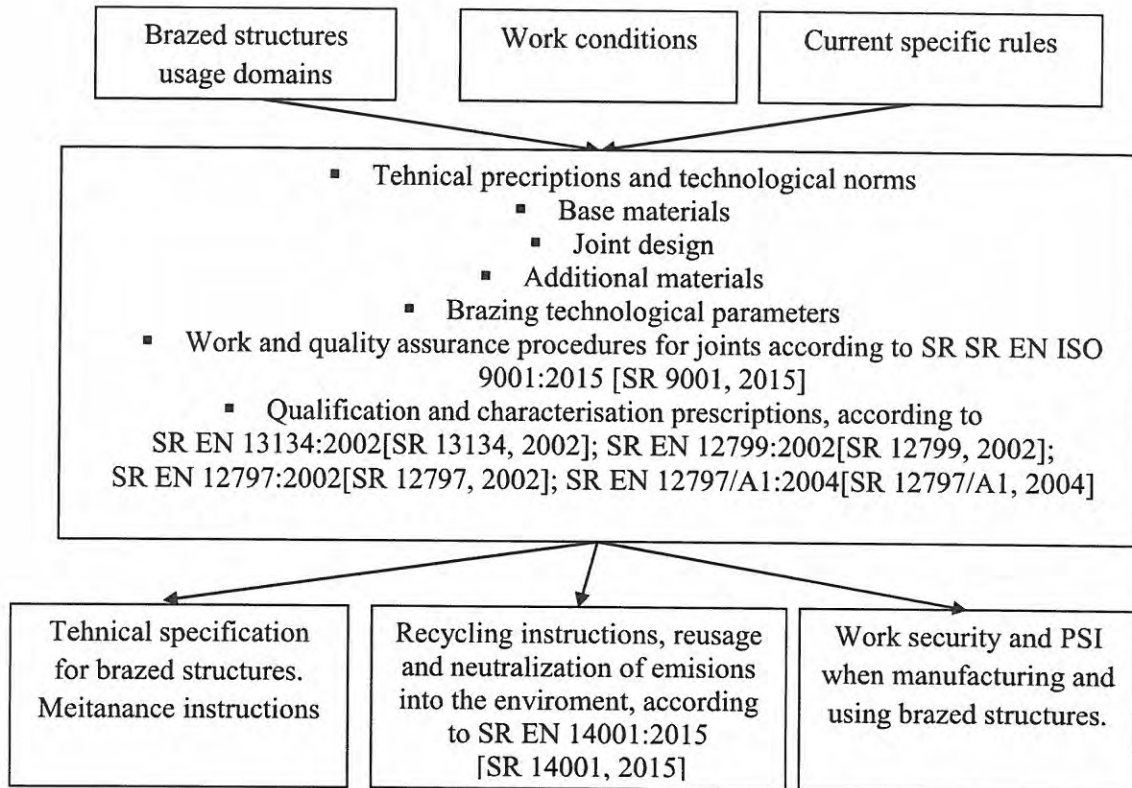 Brazed structures
usage domains
Work conditions
Current specific rules
▪ Tehnical precriptions and technological norms
▪ Base materials
▪ Joint design
▪ Additional materials
▪ Brazing technological parameters
▪ Work and quality assurance procedures for joints according to SR SR EN ISO
9001:2015 [SR 9001, 2015]
▪ Qualification and characterisation prescriptions, according to
SR EN 13134:2002[SR 13134, 2002]; SR EN 12799:2002[SR 12799, 2002];
SR EN 12797:2002[SR 12797, 2002]; SR EN 12797/A1:2004[SR 12797/A1, 2004]
Tehnical specification
for brazed structures.
Meitanance instructions
Recycling instructions, reusage
and neutralization of emisions
into the enviroment, according
to SR EN 14001:2015
[SR 14001, 2015]
Work security and PSI
when manufacturing and
using brazed structures.